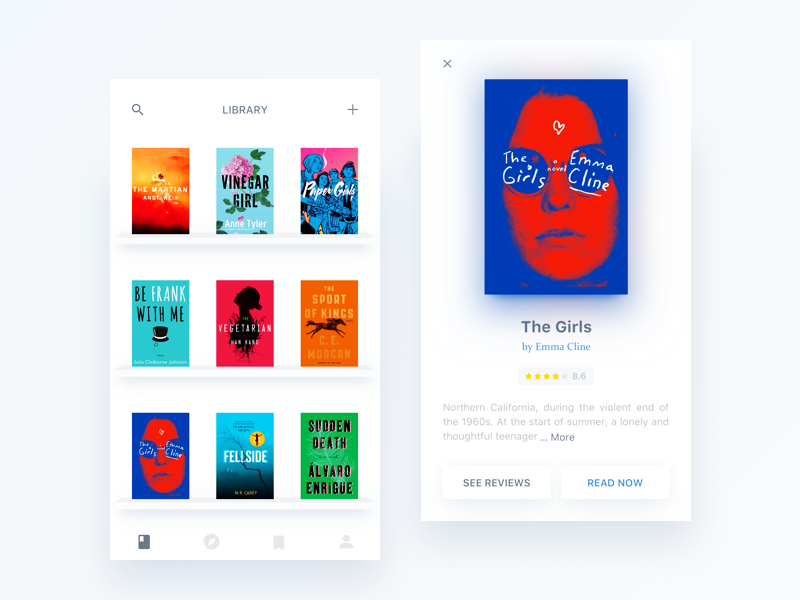 LIBRARY
THE MARTIAN
ANDY WEIR
VINEGAR
GIRL
Anne Tyler
Paper Girls
BE FRANK
WITH ME
Julia Claiborne Johnson
THE
VEGETARIAN
HAN KANG
THE
SPORT
OF KINGS
C. E.
MORGAN
The Girls
a novel
Emma Cline
FELLSIDE
M.R. CAREY
SUDDEN
DEATH
ÁLVARO
ENRIGUE
The Girls
a novel
Emma Cline
The Girls
by Emma Cline
8.6
Northern California, during the violent end of
the 1960s. At the start of summer, a lonely and
thoughtful teenager ... More
SEE REVIEWS
READ NOW